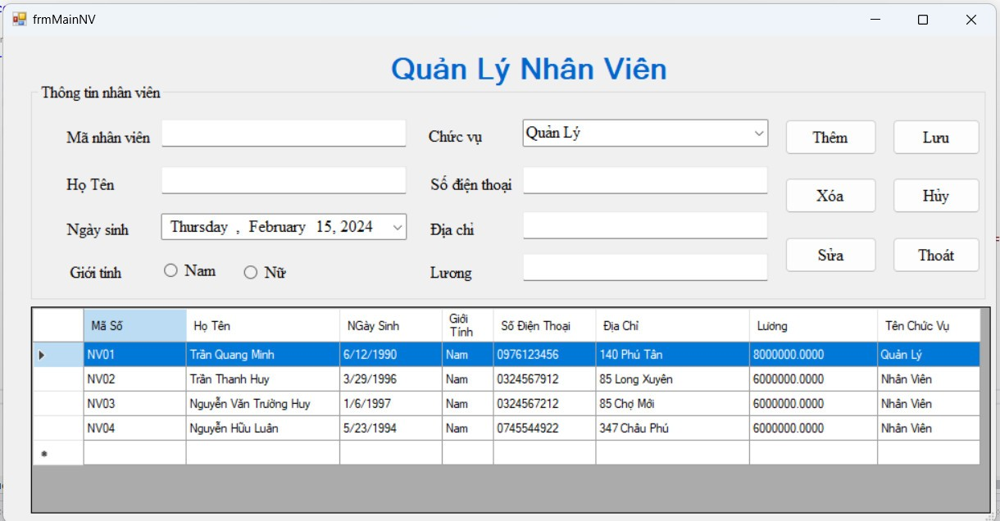 frmMainNV
Quản Lý Nhân Viên
Thông tin nhân viên
Mã nhân viên Chức vụ Quản Lý Thêm Lưu
Họ Tên Số điện thoại Xóa Hủy
Ngày sinh Thursday , February 15, 2024 Địa chỉ
Giới tính Nam Nữ Lương Sửa Thoát
Mã Số Họ Tên NGày Sinh Giới Tính Số Điện Thoại Địa Chỉ Lương Tên Chức Vụ
NV01 Trần Quang Minh 6/12/1990 Nam 0976123456 140 Phú Tân 8000000.0000 Quản Lý
NV02 Trần Thanh Huy 3/29/1996 Nam 0324567912 85 Long Xuyên 6000000.0000 Nhân Viên
NV03 Nguyễn Văn Trường Huy 1/6/1997 Nam 0324567212 85 Chợ Mới 6000000.0000 Nhân Viên
NV04 Nguyễn Hữu Luân 5/23/1994 Nam 0745544922 347 Châu Phú 6000000.0000 Nhân Viên